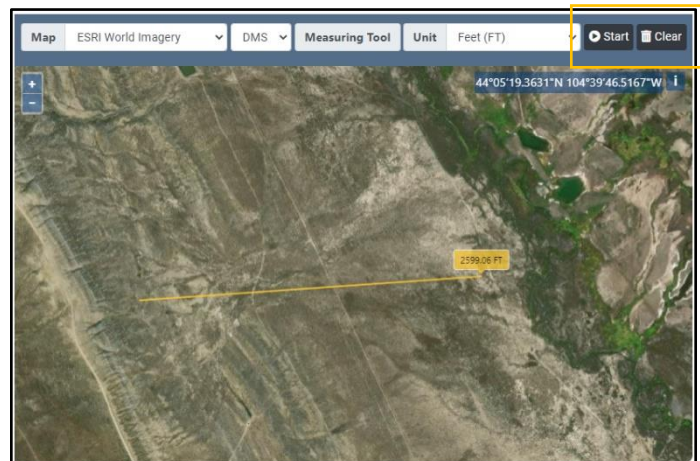 Map ESRI World Imagery DMS Measuring Tool Unit Feet (FT) Start Clear
+ 44°05'19.3631"N 104°39'46.5167"W i
−
2599.06 FT